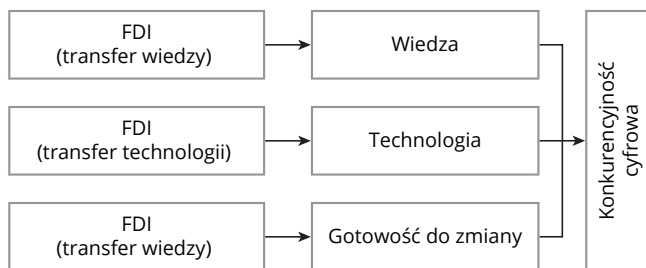 FDI
(transfer wiedzy)
Wiedza
FDI
(transfer technologii)
Technologia
FDI
(transfer wiedzy)
Gotowość do zmiany
Konkurencyjność
cyfrowa